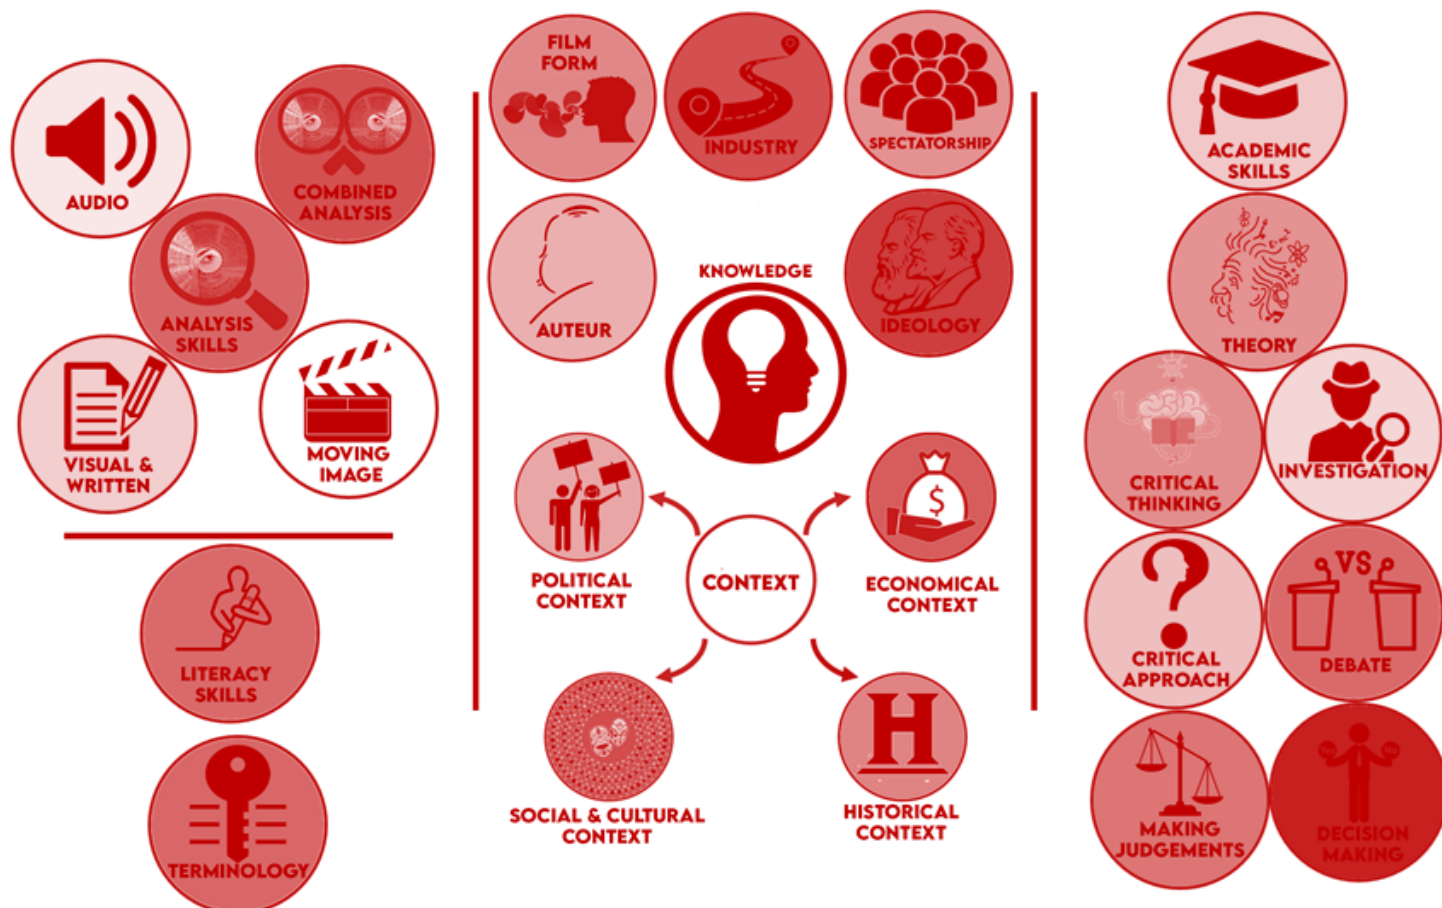 AUDIO
COMBINED
ANALYSIS
ANALYSIS
SKILLS
VISUAL &
WRITTEN
MOVING
IMAGE
LITERACY
SKILLS
TERMINOLOGY
FILM
FORM
INDUSTRY
SPECTATORSHIP
AUTEUR
KNOWLEDGE
IDEOLOGY
POLITICAL
CONTEXT
$
ECONOMICAL
CONTEXT
CONTEXT
SOCIAL & CULTURAL
CONTEXT
H
HISTORICAL
CONTEXT
ACADEMIC
SKILLS
THEORY
CRITICAL
THINKING
INVESTIGATION
?
CRITICAL
APPROACH
VS
DEBATE
MAKING
JUDGEMENTS
Yes No
DECISION
MAKING